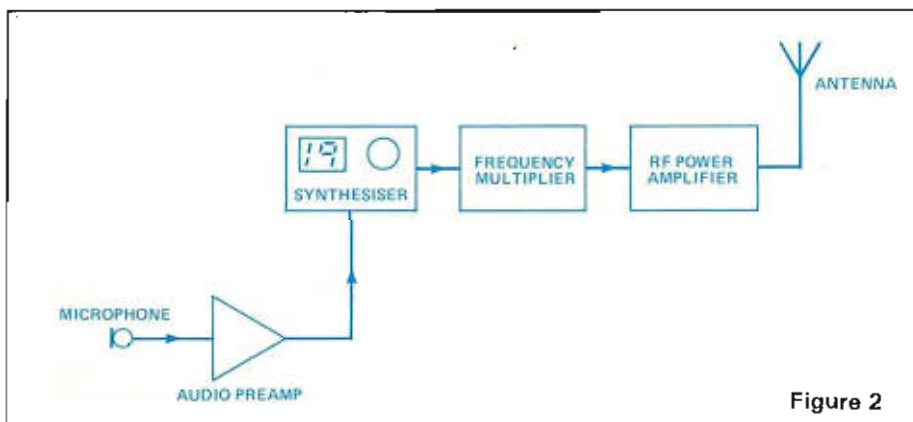 ANTENNA
19
SYNTHESISER
FREQUENCY
MULTIPLIER
RF POWER
AMPLIFIER
MICROPHONE
AUDIO PREAMP
Figure 2